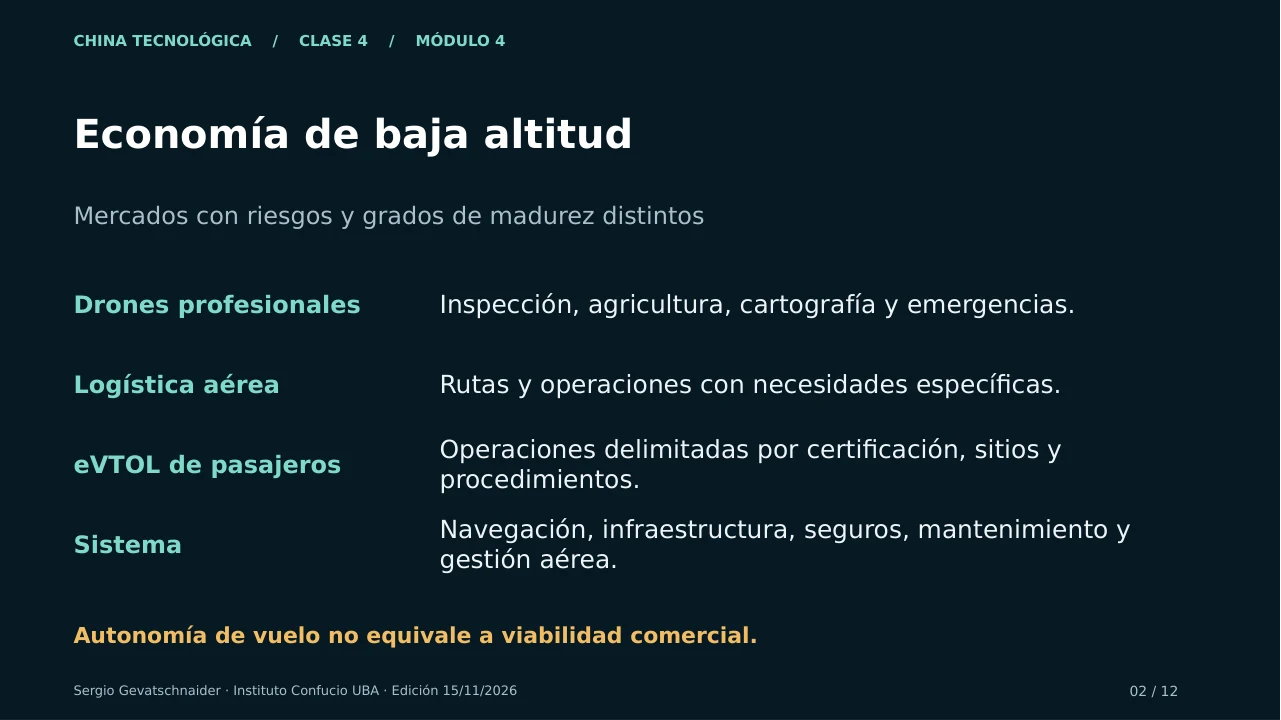 CHINA TECNOLÓGICA / CLASE 4 / MÓDULO 4
Economía de baja altitud
Mercados con riesgos y grados de madurez distintos
Drones profesionales
Inspección, agricultura, cartografía y emergencias.
Logística aérea
Rutas y operaciones con necesidades específicas.
eVTOL de pasajeros
Operaciones delimitadas por certificación, sitios y
procedimientos.
Sistema
Navegación, infraestructura, seguros, mantenimiento y
gestión aérea.
Autonomía de vuelo no equivale a viabilidad comercial.
Sergio Gevatschnaider · Instituto Confucio UBA · Edición 15/11/2026
02 / 12